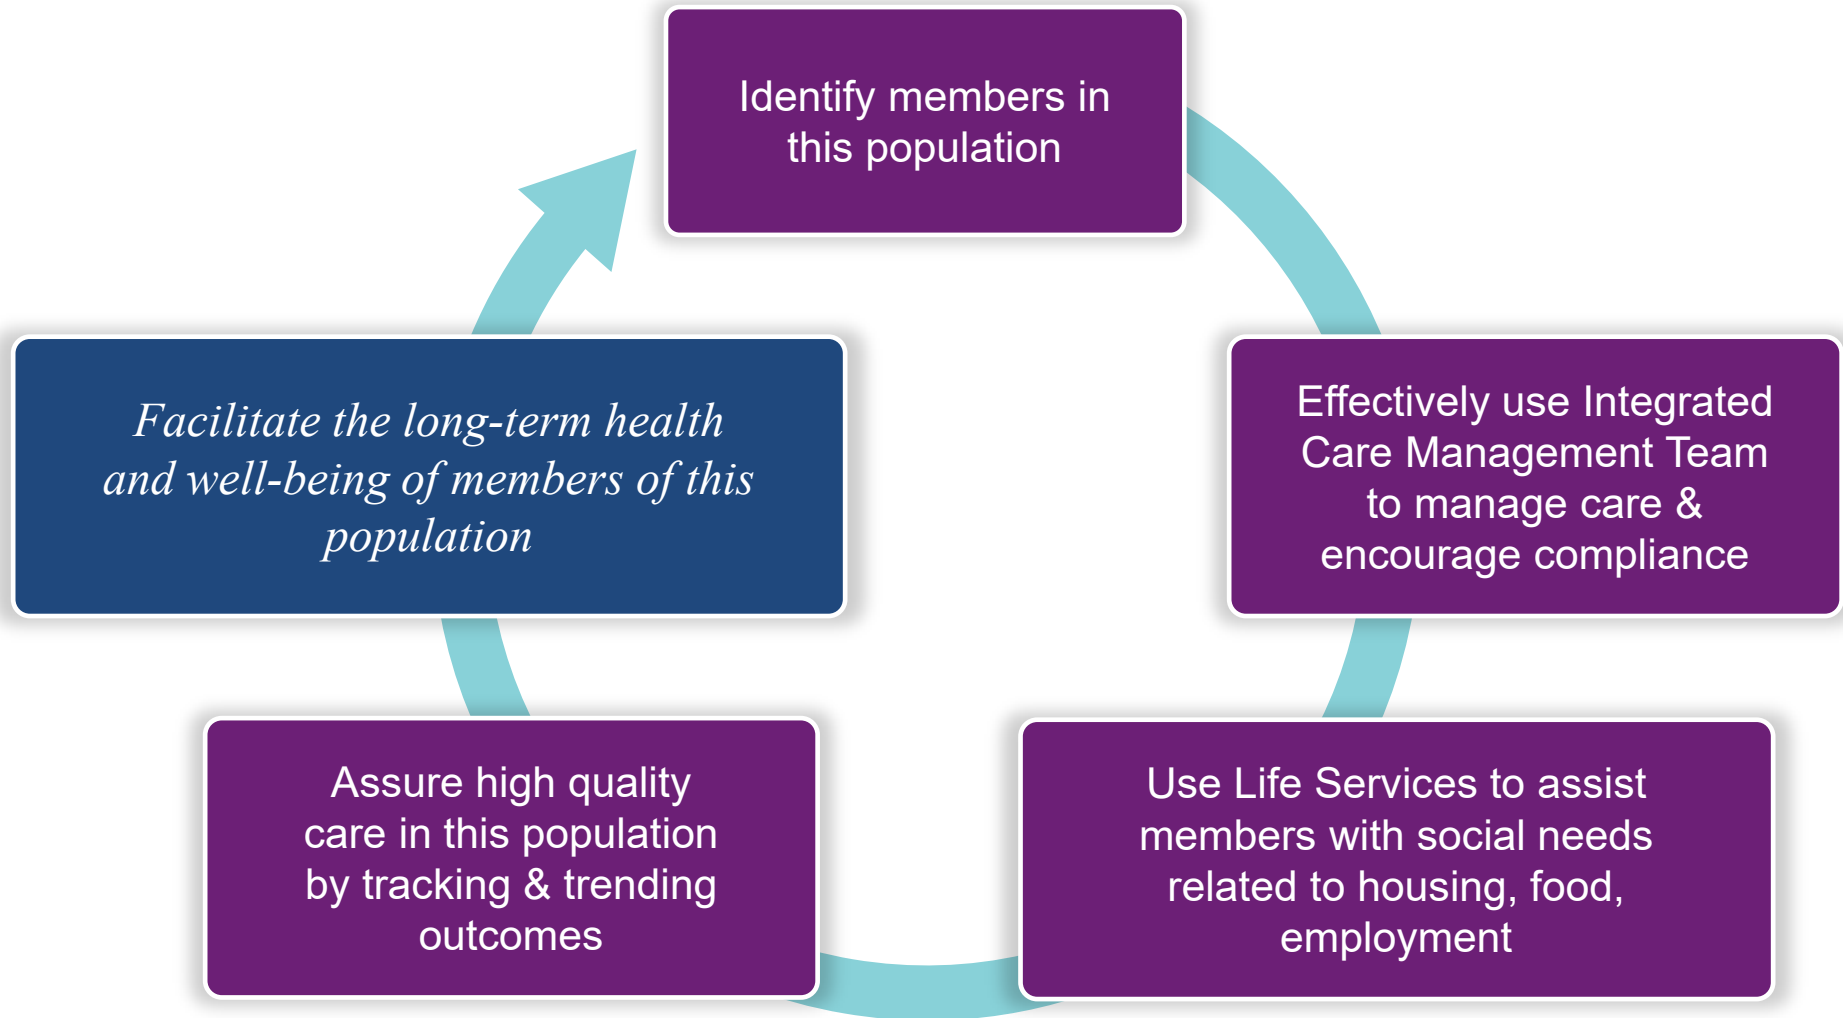 Identify members in
this population
Effectively use Integrated
Care Management Team
to manage care &
encourage compliance
Use Life Services to assist
members with social needs
related to housing, food,
employment
Assure high quality
care in this population
by tracking & trending
outcomes
Facilitate the long-term health
and well-being of members of this
population